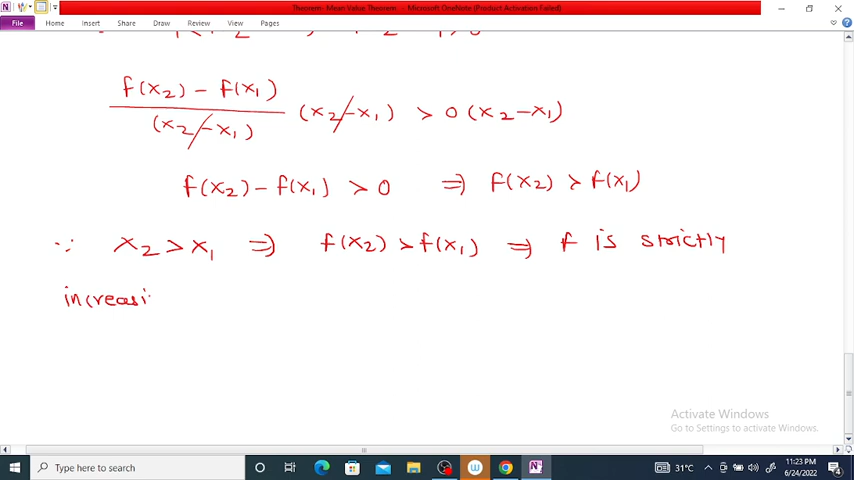 Theorem- Mean Value Theorem - Microsoft OneNote (Product Activation Failed)
File Home Insert Share Draw Review View Pages
f(x2) - f(x1) / (x2 - x1) (x2 - x1) > 0 (x2 - x1)
f(x2) - f(x1) > 0 ⇒ f(x2) > f(x1)
∵ x2 > x1 ⇒ f(x2) > f(x1) ⇒ f is strictly
increasi
Activate Windows
Go to Settings to activate Windows.
Type here to search
31°C
11:23 PM
6/24/2022